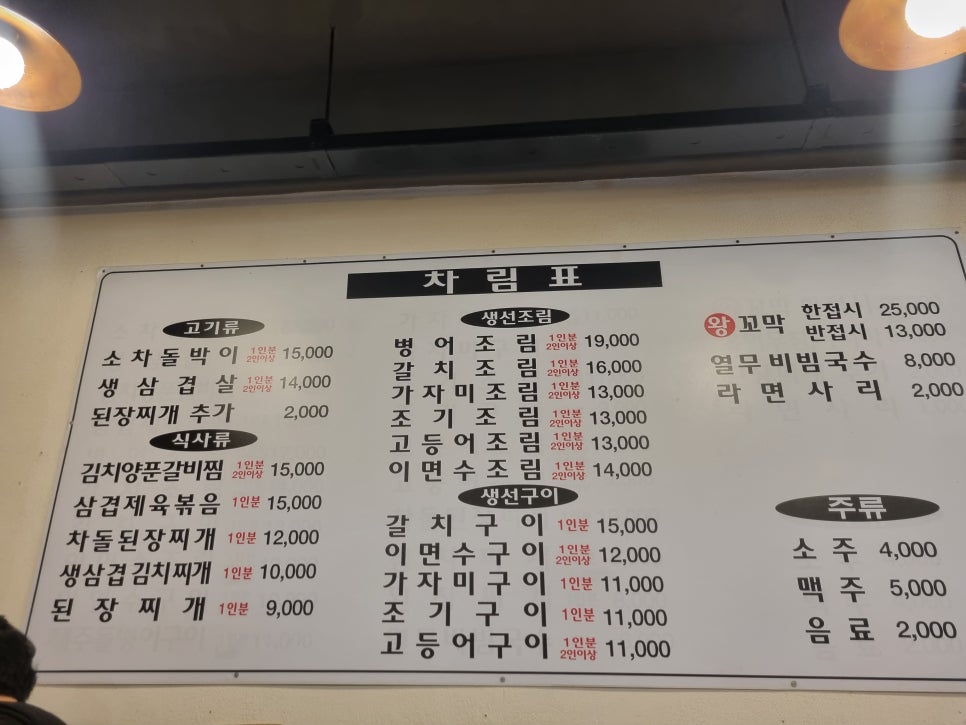 차림표
고기류
소차돌박이 1인분 2인이상 15,000
생삼겹살 1인분 2인이상 14,000
된장찌개 추가 2,000
식사류
김치양푼갈비찜 1인분 2인이상 15,000
삼겹제육볶음 1인분 15,000
차돌된장찌개 1인분 12,000
생삼겹김치찌개 1인분 10,000
된장찌개 1인분 9,000
생선조림
병어조림 1인분 2인이상 19,000
갈치조림 1인분 2인이상 16,000
가자미조림 1인분 2인이상 13,000
조기조림 1인분 2인이상 13,000
고등어조림 1인분 2인이상 13,000
이면수조림 1인분 2인이상 14,000
생선구이
갈치구이 1인분 15,000
이면수구이 1인분 2인이상 12,000
가자미구이 1인분 11,000
조기구이 1인분 11,000
고등어구이 1인분 2인이상 11,000
왕꼬막 한접시 25,000
반접시 13,000
열무비빔국수 8,000
라면사리 2,000
주류
소주 4,000
맥주 5,000
음료 2,000